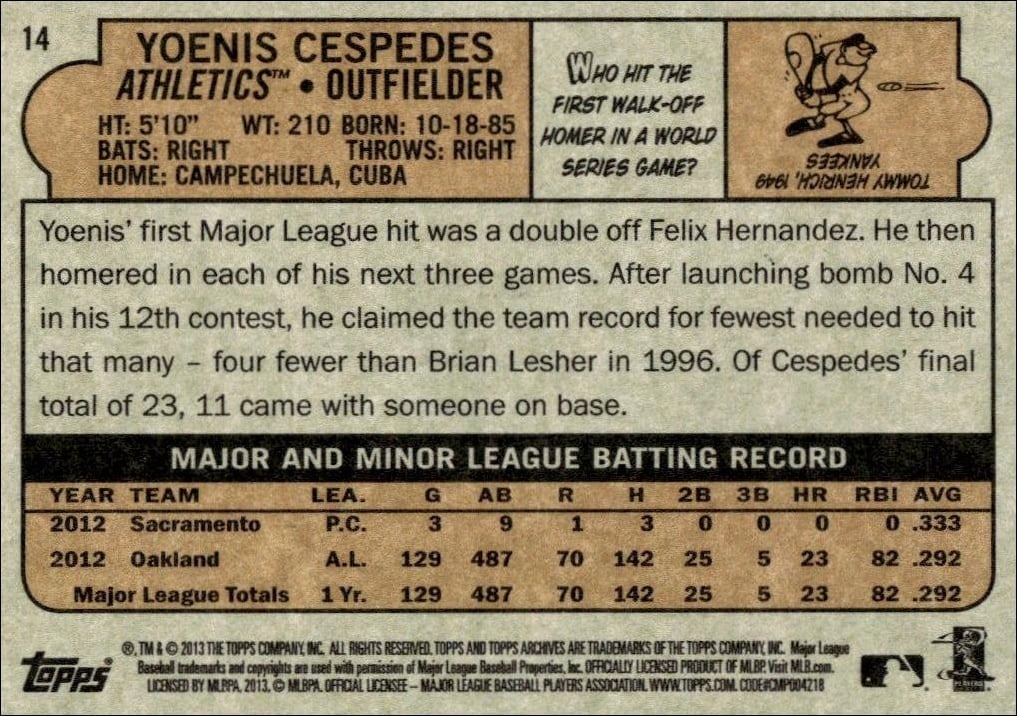 14
YOENIS CESPEDES
ATHLETICS™ • OUTFIELDER
HT: 5'10" WT: 210 BORN: 10-18-85
BATS: RIGHT THROWS: RIGHT
HOME: CAMPECHUELA, CUBA
WHO HIT THE
FIRST WALK-OFF
HOMER IN A WORLD
SERIES GAME?
TOMMY HENRICH, 1949
YANKEES
Yoenis' first Major League hit was a double off Felix Hernandez. He then
homered in each of his next three games. After launching bomb No. 4
in his 12th contest, he claimed the team record for fewest needed to hit
that many – four fewer than Brian Lesher in 1996. Of Cespedes' final
total of 23, 11 came with someone on base.
MAJOR AND MINOR LEAGUE BATTING RECORD
YEAR TEAM LEA. G AB R H 2B 3B HR RBI AVG
2012 Sacramento P.C. 3 9 1 3 0 0 0 0 .333
2012 Oakland A.L. 129 487 70 142 25 5 23 82 .292
Major League Totals 1 Yr. 129 487 70 142 25 5 23 82 .292
topps®
®, TM & © 2013 THE TOPPS COMPANY, INC. ALL RIGHTS RESERVED. TOPPS AND TOPPS ARCHIVES ARE TRADEMARKS OF THE TOPPS COMPANY, INC. Major League
Baseball trademarks and copyrights are used with permission of Major League Baseball Properties, Inc. OFFICIALLY LICENSED PRODUCT OF MLBP. Visit MLB.com.
LICENSED BY MLBPA, 2013. © MLBPA. OFFICIAL LICENSEE – MAJOR LEAGUE BASEBALL PLAYERS ASSOCIATION. WWW.TOPPS.COM. CODE#CMP004218
PLAYERS